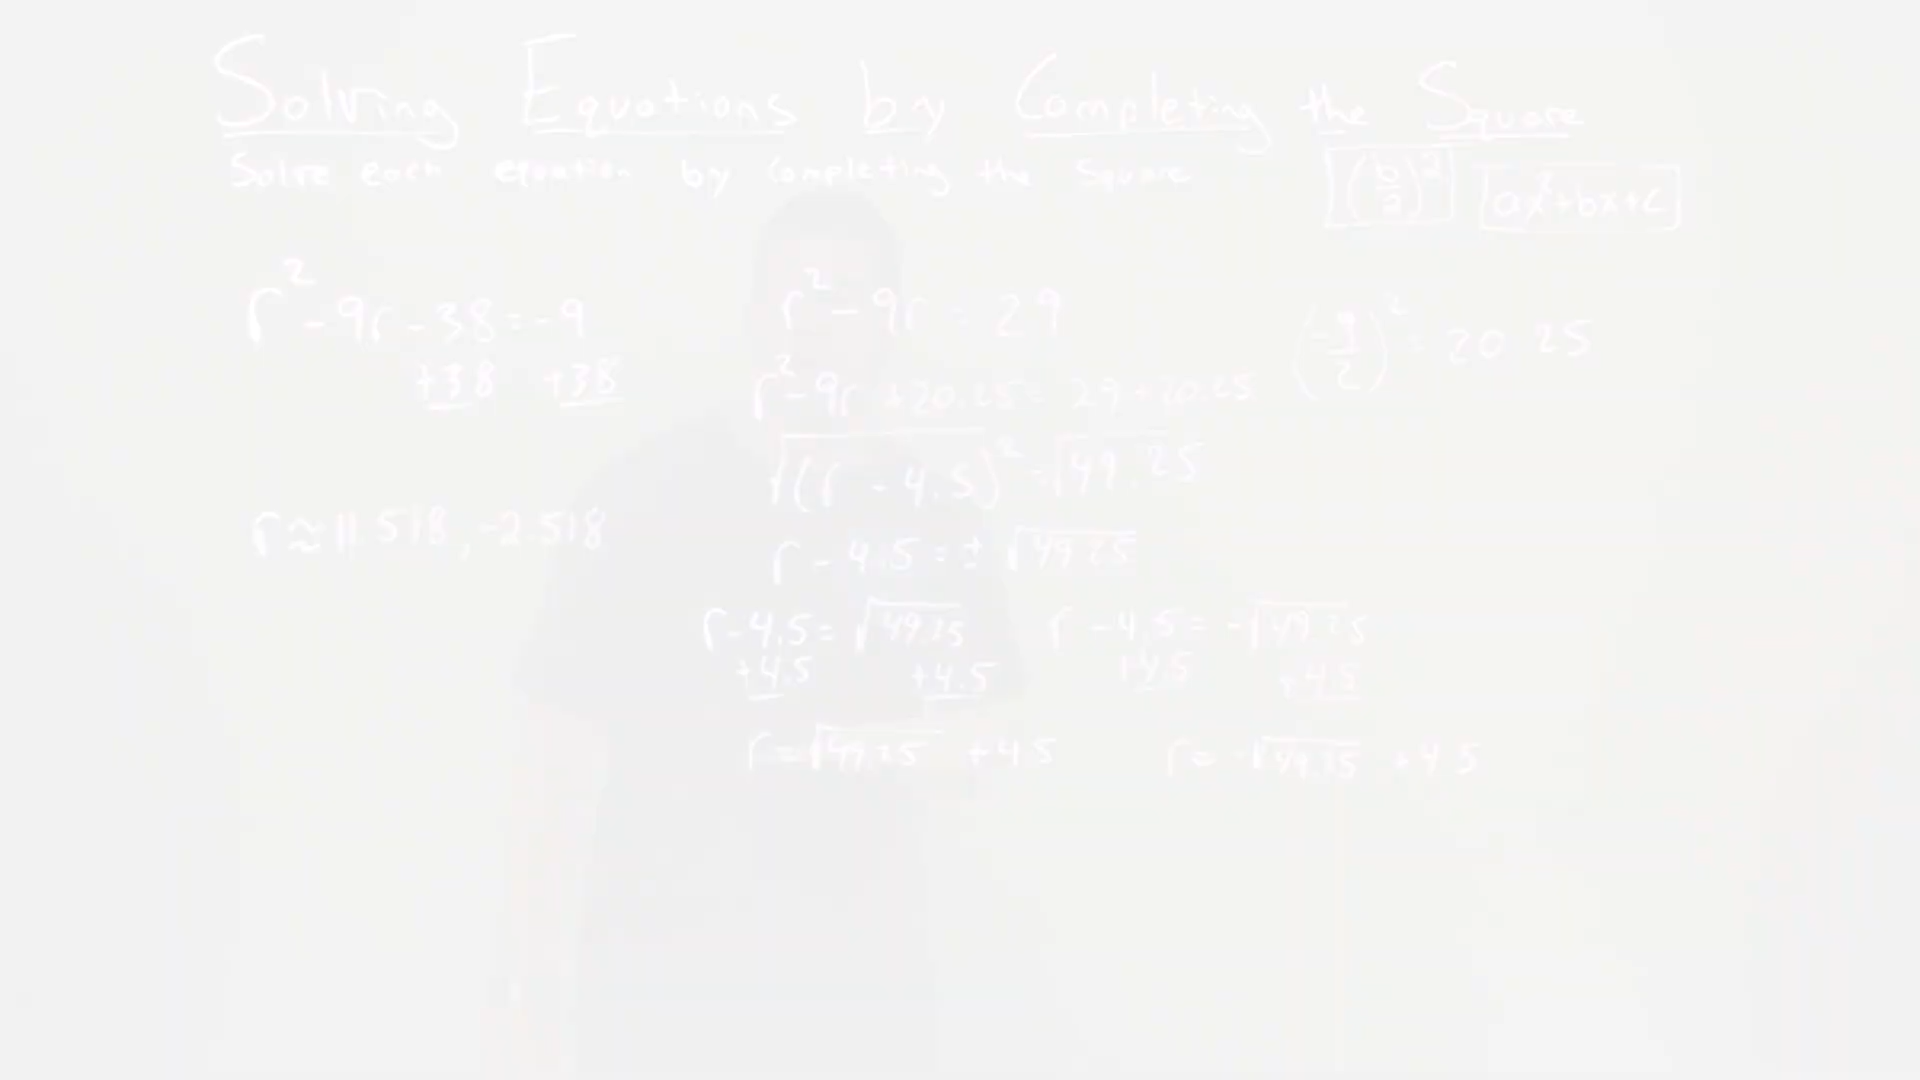 Solving Equations by Completing the Square
Solve each equation by completing the square
(b/2)² ax²+bx+c
r² - 9r - 38 = -9
+38 +38
r ≈ 11.518, -2.518
r² - 9r = 29
r² - 9r + 20.25 = 29 + 20.25
√(r - 4.5)² = √49.25
r - 4.5 = ± √49.25
r - 4.5 = √49.25 r - 4.5 = -√49.25
+4.5 +4.5 +4.5 +4.5
r = √49.25 + 4.5 r = -√49.25 + 4.5
(-9/2)² = 20.25